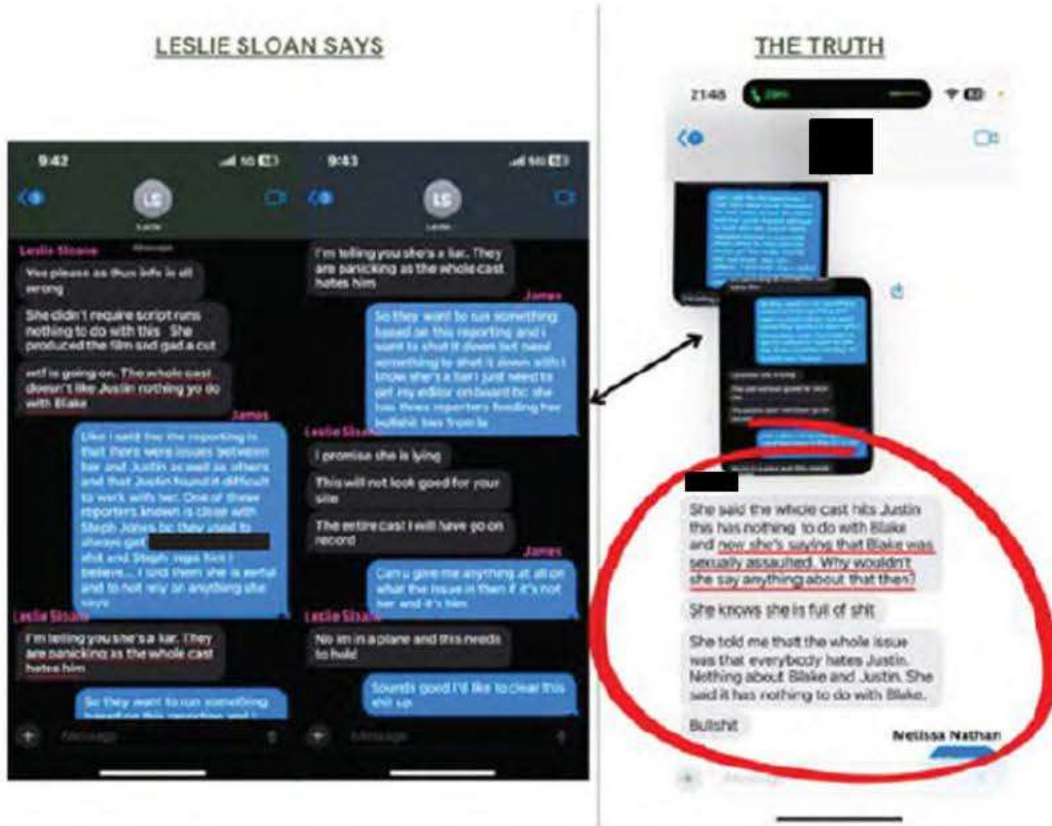 LESLIE SLOAN SAYS
9:42
5G
LS
Leslie
Leslie Sloane
Yes please as thus info is all
wrong
She didn't require script runs
nothing to do with this She
produced the film snd gad a cut
wtf is going on. The whole cast
doesn't like Justin nothing yo do
with Blake
James
Like I said the the reporting is
that there were issues between
her and Justin as well as others
and that Justin found it difficult
to work with her. One of three
reporters known is close with
Steph Jones bc they used to
always get
shit and Steph reps him I
believe... I told them she is awful
and to not rely on anything she
says
Leslie Sloane
I'm telling you she's a liar. They
are panicking as the whole cast
hates him
So they want to run something
based on this reporting and I
Message
9:43
5G
LS
Leslie
I'm telling you she's a liar. They
are panicking as the whole cast
hates him
James
So they want to run something
based on this reporting and I
want to shut it down but need
something to shut it down with I
know she's a liar I just need to
get my editor on board bc she
has three reporters feeding her
bullshit two from la
Leslie Sloane
I promise she is lying
This will not look good for your
site
The entire cast I will have go on
record
James
Can u give me anything at all on
what the issue is then if it's not
her and it's him
Leslie Sloane
No im in a plane and this needs
to hold
Sounds good I'd like to clear this
shit up
Message
THE TRUTH
21:48
She said the whole cast hits Justin
this has nothing to do with Blake
and now she's saying that Blake was
sexually assaulted. Why wouldn't
she say anything about that then?
She knows she is full of shit
She told me that the whole issue
was that everybody hates Justin.
Nothing about Blake and Justin. She
said it has nothing to do with Blake.
Bullshit
Melissa Nathan
Message